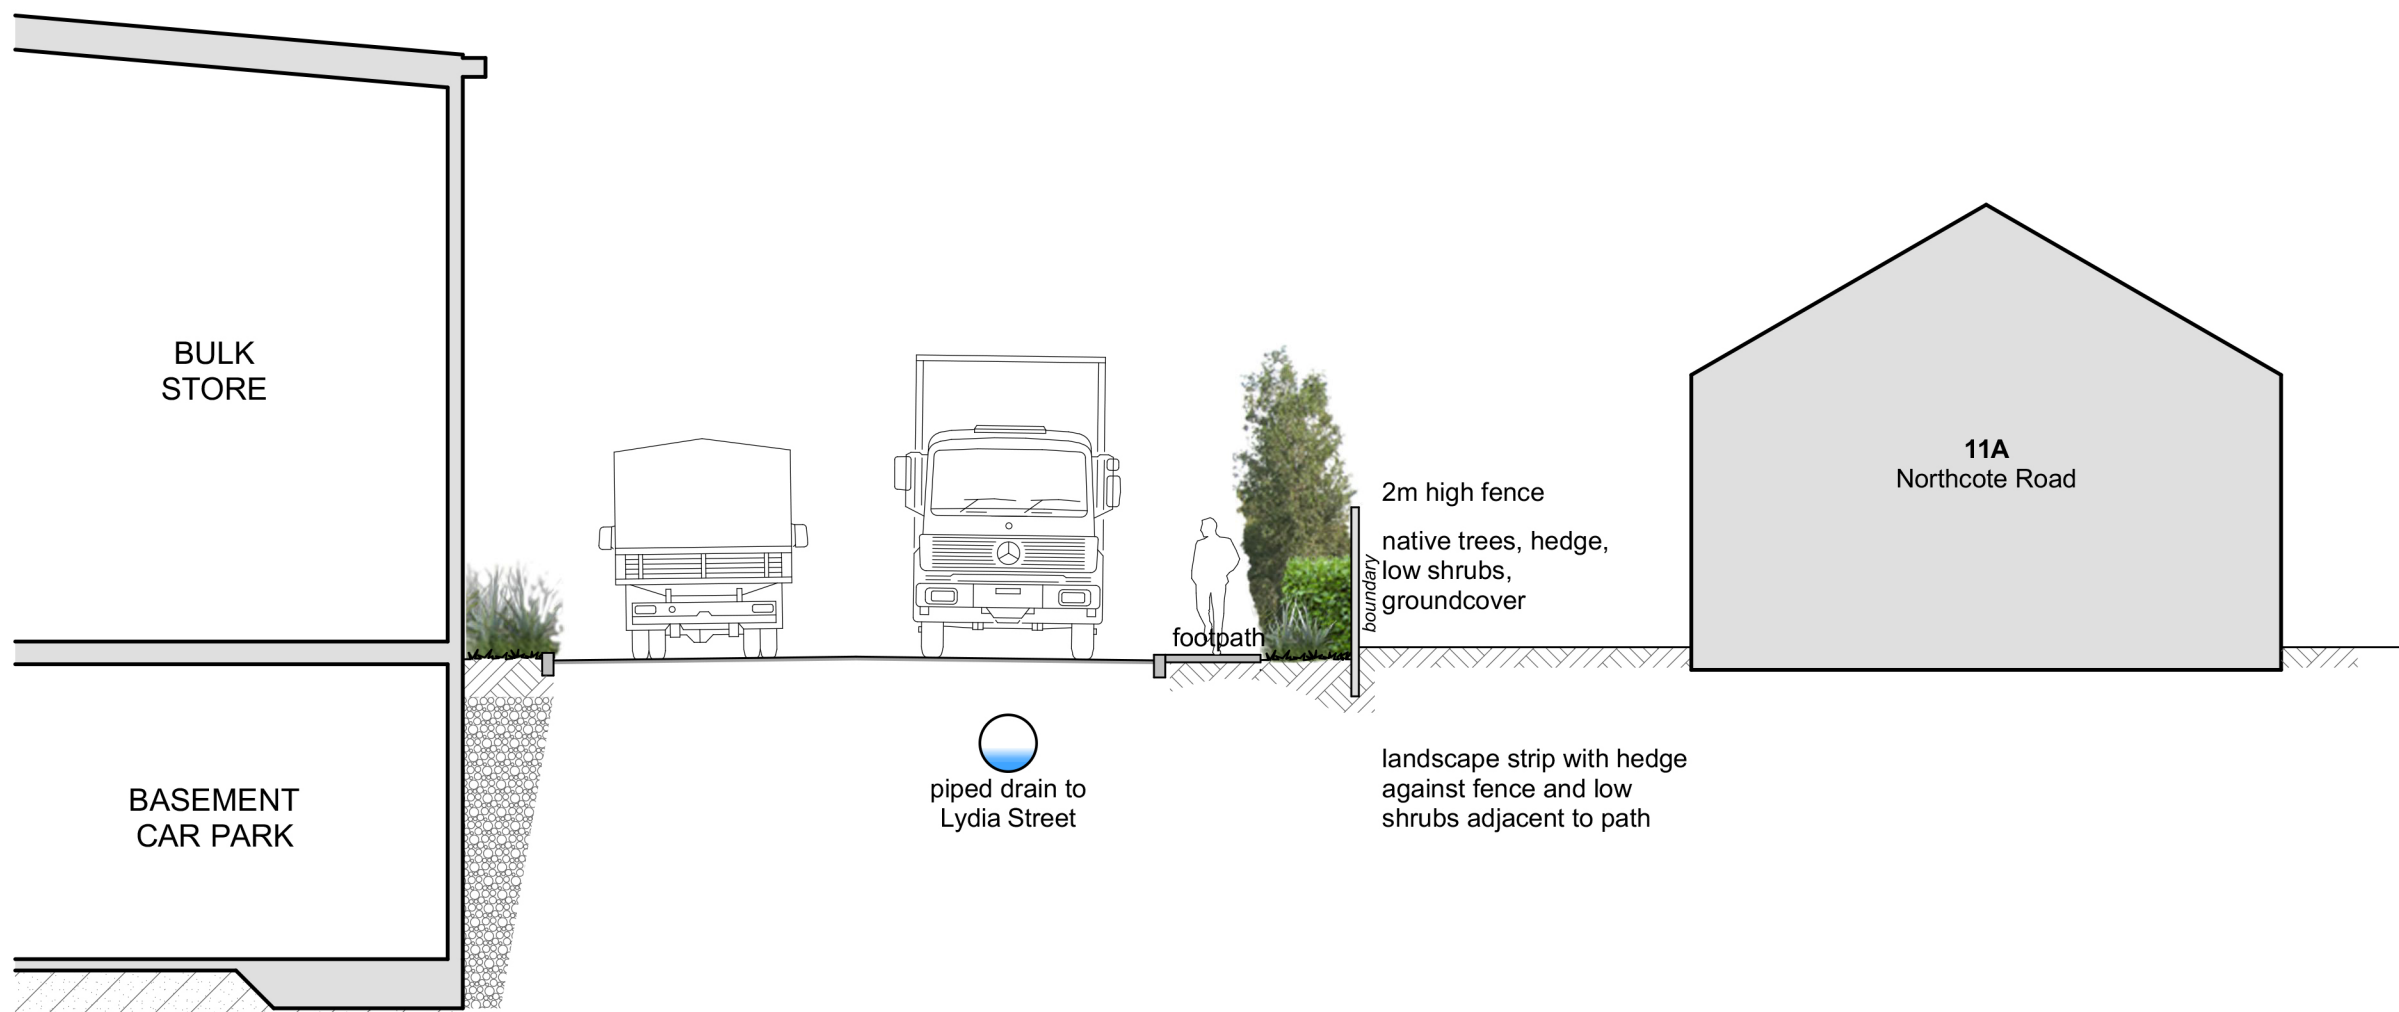 BULK
STORE
11A
Northcote Road
2m high fence
native trees, hedge,
low shrubs,
groundcover
boundary
footpath
piped drain to
Lydia Street
landscape strip with hedge
against fence and low
shrubs adjacent to path
BASEMENT
CAR PARK